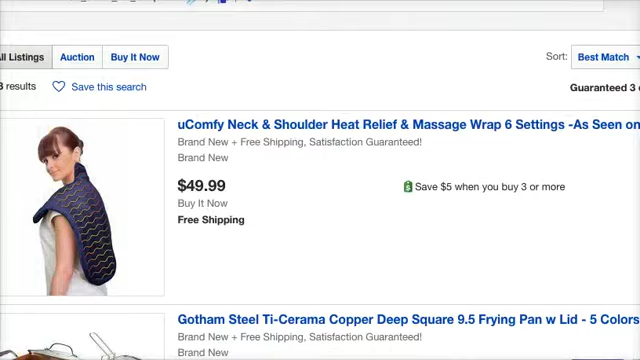 All Listings
Auction
Buy It Now
Sort:
Best Match
results
Save this search
Guaranteed 3
uComfy Neck & Shoulder Heat Relief & Massage Wrap 6 Settings -As Seen on
Brand New + Free Shipping, Satisfaction Guaranteed!
Brand New
$49.99
Save $5 when you buy 3 or more
Buy It Now
Free Shipping
Gotham Steel Ti-Cerama Copper Deep Square 9.5 Frying Pan w Lid - 5 Colors
Brand New + Free Shipping, Satisfaction Guaranteed!
Brand New